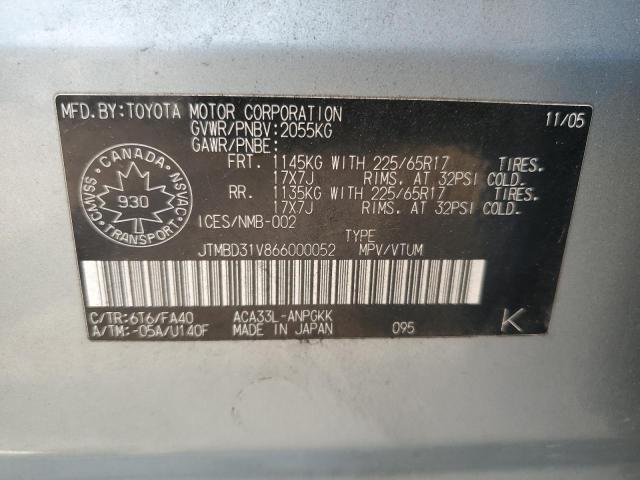 MFD.BY:TOYOTA MOTOR CORPORATION 11/05
GVWR/PNBV:2055KG
GAWR/PNBE:
FRT. 1145KG WITH 225/65R17 TIRES.
17X7J RIMS. AT 32PSI COLD.
RR. 1135KG WITH 225/65R17 TIRES.
17X7J RIMS. AT 32PSI COLD.
CANADA
CMVSS 930 NSVAC
TRANSPORT
ICES/NMB-002
TYPE
JTMBD31V866000052 MPV/VTUM
C/TR:6T6/FA40 ACA33L-ANPGKK
A/TM:-05A/U140F MADE IN JAPAN 095 K